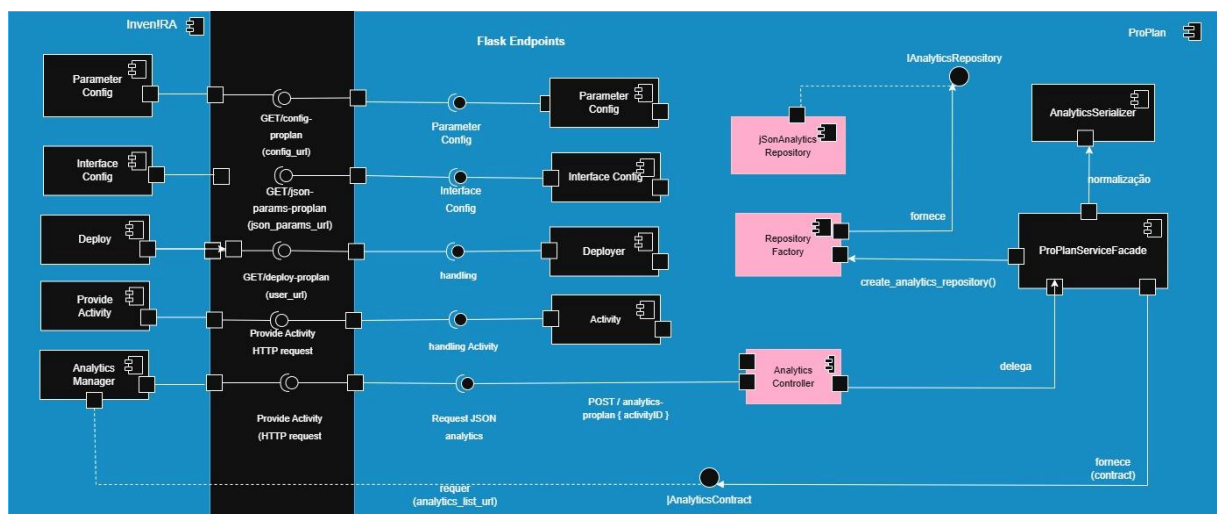 Inven!RA
Flask Endpoints
ProPlan
IAnalyticsRepository
Parameter
Config
GET/config-
proplan
(config_url)
Parameter
Config
Parameter
Config
jSonAnalytics
Repository
AnalyticsSerializer
Interface
Config
GET/json-
params-proplan
(json_params_url)
Interface
Config
Interface Config
normalização
Deploy
GET/deploy-proplan
(user_url)
handling
Deployer
Repository
Factory
fornece
create_analytics_repository()
ProPlanServiceFacade
Provide
Activity
Provide Activity
HTTP request
handling Activity
Activity
Analytics
Manager
Provide Activity
(HTTP request
Request JSON
analytics
POST / analytics-
proplan { activityID }
Analytics
Controller
delega
requer
(analytics_list_url)
IAnalyticsContract
fornece
(contract)